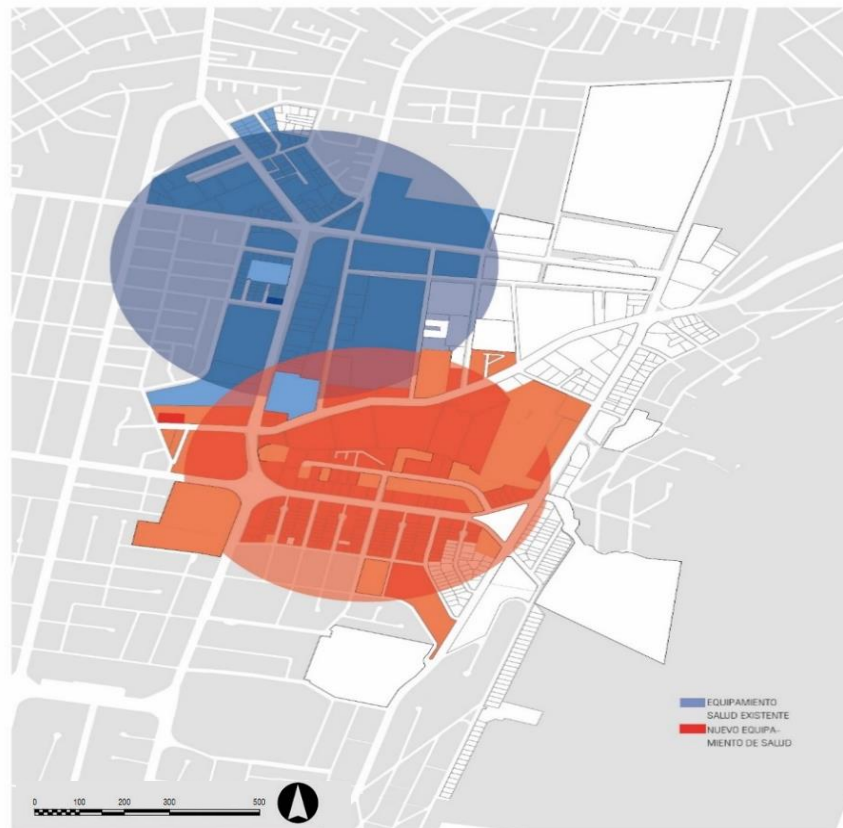 EQUIPAMIENTO
SALUD EXISTENTE
NUEVO EQUIPA-
MIENTO DE SALUD
0 100 200 300 500